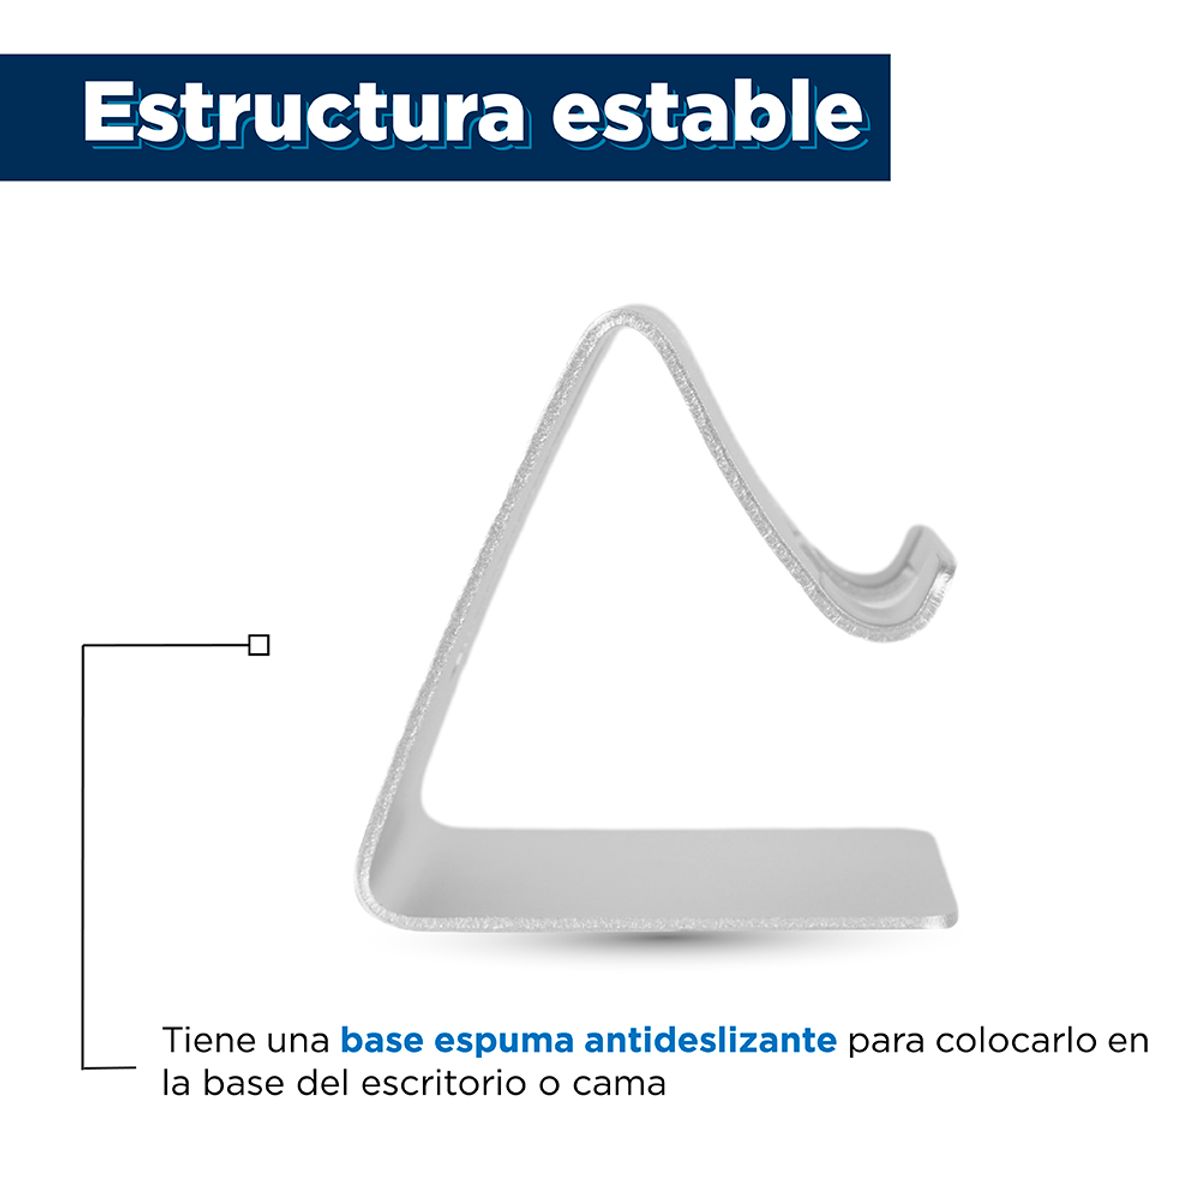 Estructura estable
Tiene una base espuma antideslizante para colocarlo en
la base del escritorio o cama